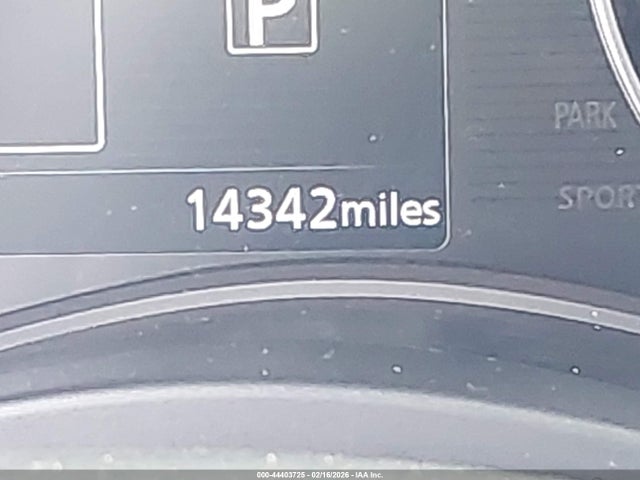 P
PARK
SPORT
14342miles
000-44403725 - 02/16/2026 - IAA Inc.